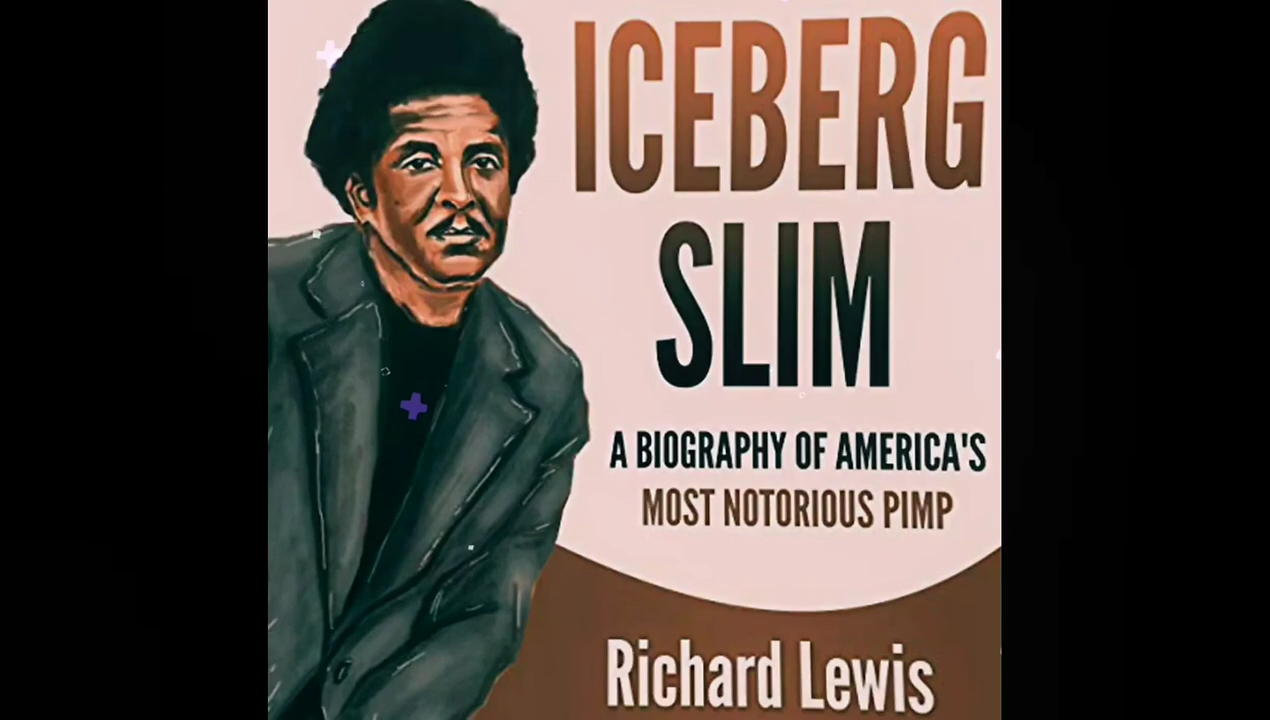 ICEBERG
SLIM
A BIOGRAPHY OF AMERICA'S
MOST NOTORIOUS PIMP
Richard Lewis